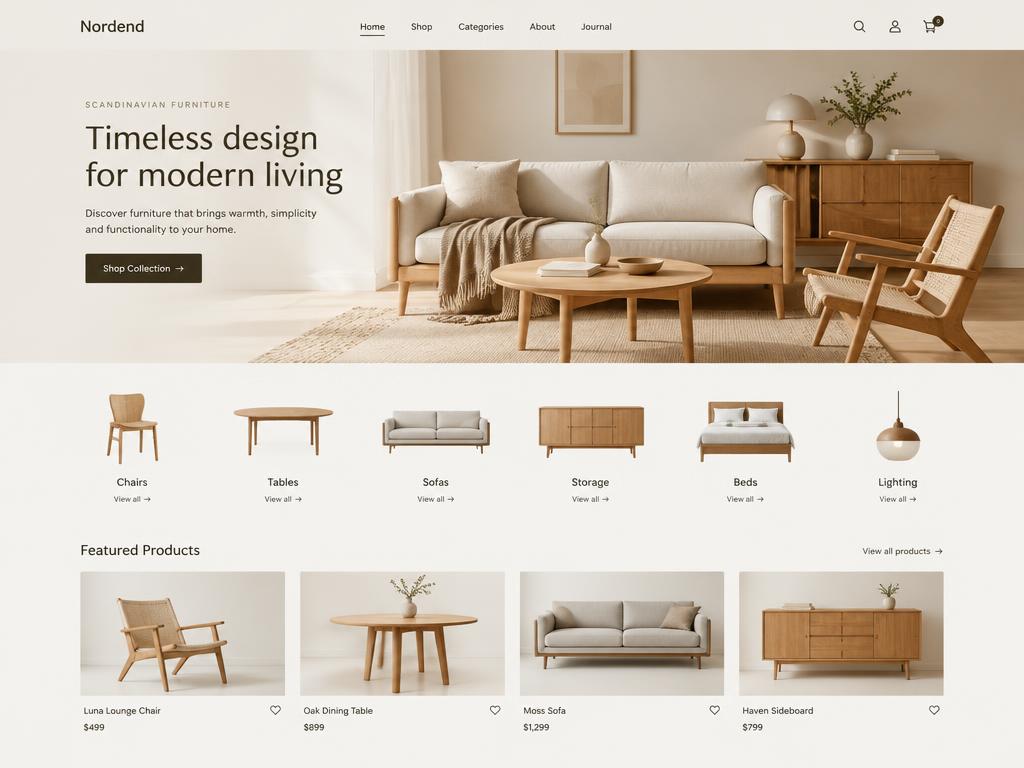 Nordend
Home
Shop
Categories
About
Journal
0
SCANDINAVIAN FURNITURE
Timeless design
for modern living
Discover furniture that brings warmth, simplicity
and functionality to your home.
Shop Collection →
Chairs
View all →
Tables
View all →
Sofas
View all →
Storage
View all →
Beds
View all →
Lighting
View all →
Featured Products
View all products →
Luna Lounge Chair
$499
Oak Dining Table
$899
Moss Sofa
$1,299
Haven Sideboard
$799